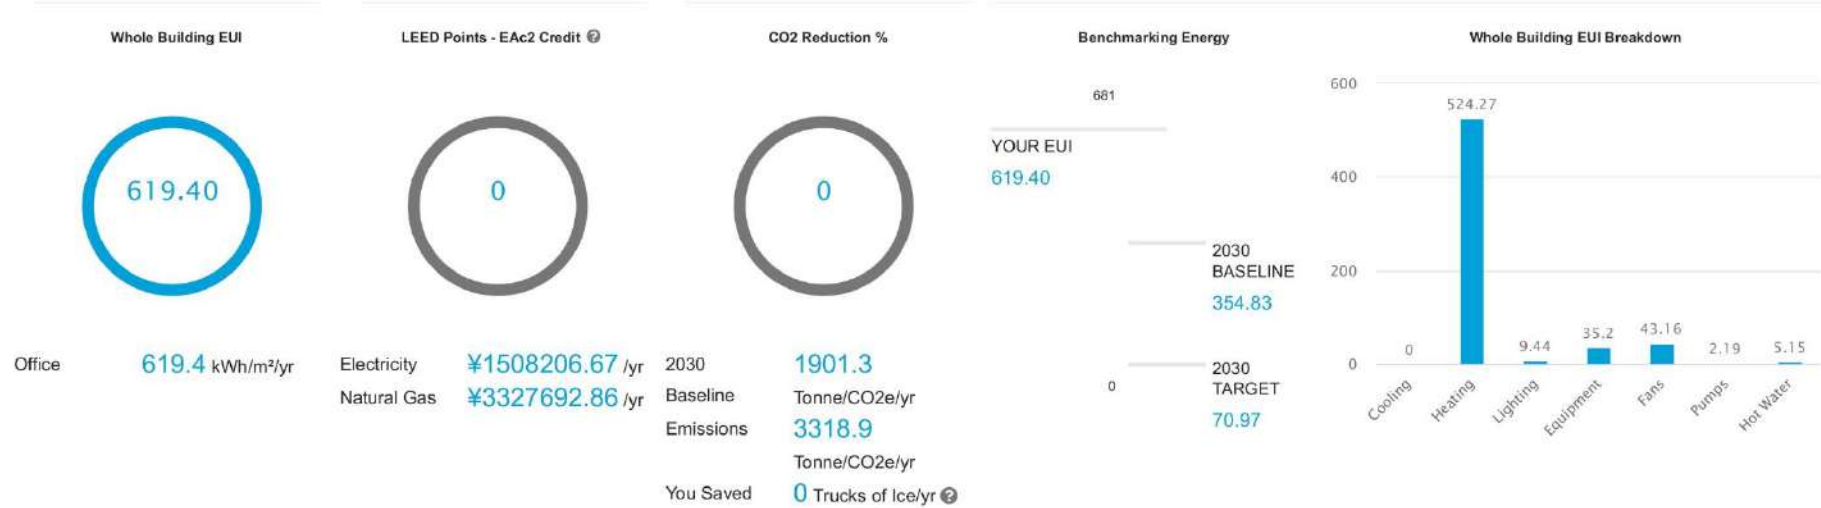 Whole Building EUI
619.40
Office 619.4 kWh/m²/yr
LEED Points - EAc2 Credit ?
0
Electricity ¥1508206.67 /yr
Natural Gas ¥3327692.86 /yr
CO2 Reduction %
0
2030 1901.3
Baseline Tonne/CO2e/yr
Emissions 3318.9
Tonne/CO2e/yr
You Saved 0 Trucks of Ice/yr ?
Benchmarking Energy
681
YOUR EUI
619.40
2030
BASELINE
354.83
0
2030
TARGET
70.97
Whole Building EUI Breakdown
600
400
200
0
0
524.27
9.44
35.2
43.16
2.19
5.15
Cooling
Heating
Lighting
Equipment
Fans
Pumps
Hot Water